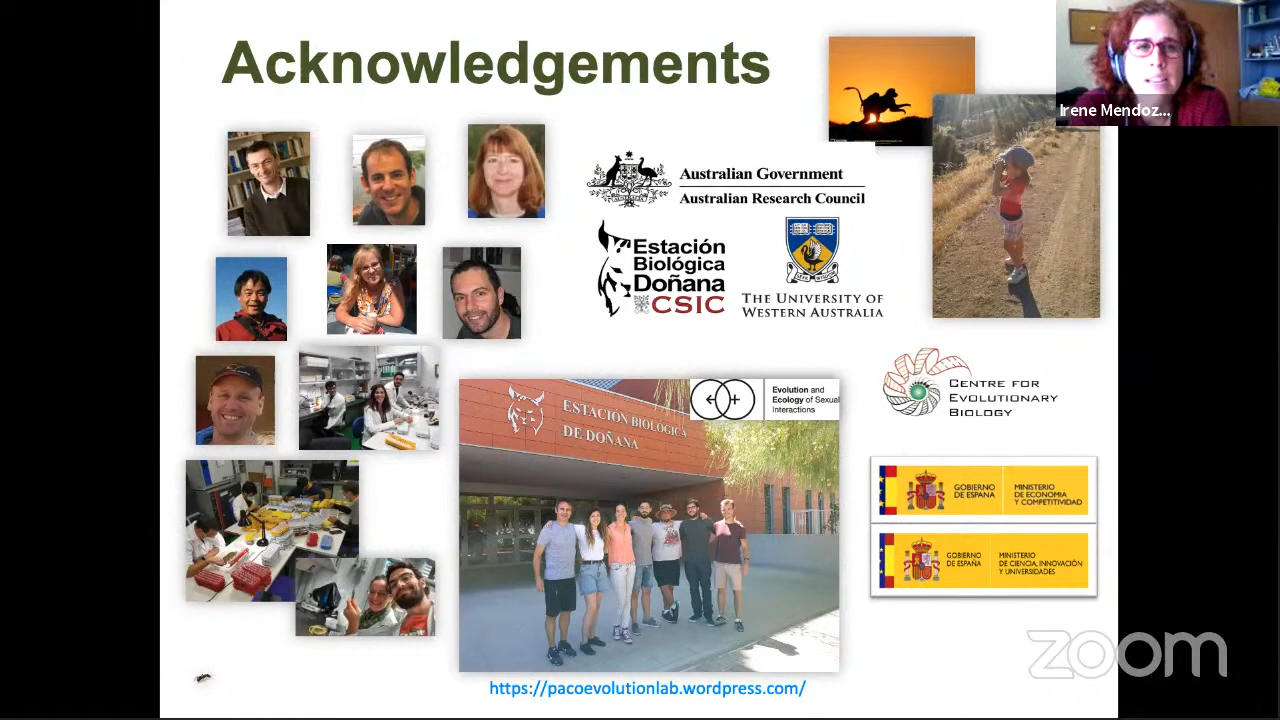 Acknowledgements
Irene Mendoz...
Australian Government
Australian Research Council
Estación
Biológica
Doñana
CSIC
THE UNIVERSITY OF
WESTERN AUSTRALIA
CENTRE FOR
EVOLUTIONARY
BIOLOGY
Evolution and
Ecology of Sexual
Interactions
ESTACIÓN BIOLÓGICA
DE DOÑANA
GOBIERNO
DE ESPAÑA
MINISTERIO
DE ECONOMIA
Y COMPETITIVIDAD
GOBIERNO
DE ESPAÑA
MINISTERIO
DE CIENCIA, INNOVACIÓN
Y UNIVERSIDADES
zoom
https://pacoevolutionlab.wordpress.com/